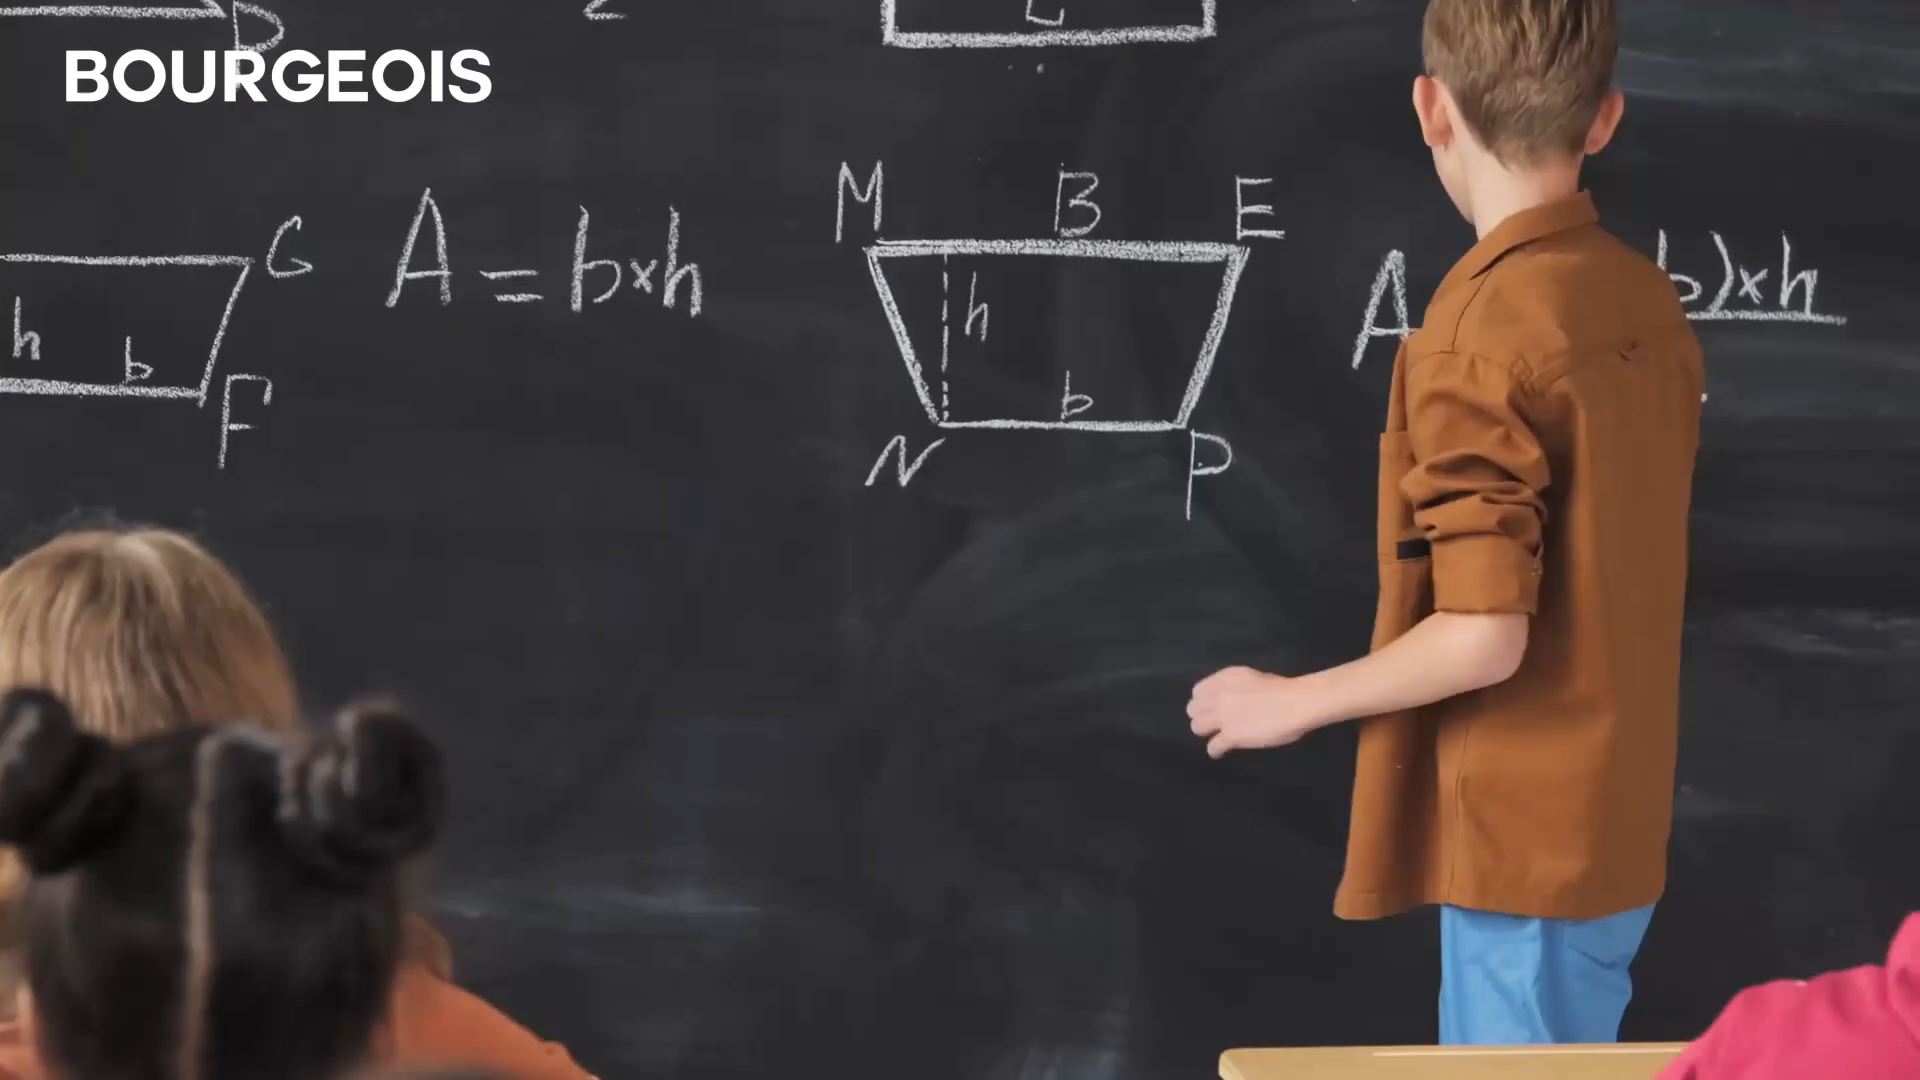 D
L
BOURGEOIS
M B E
G A = b×h
A b)×h
h h
b b
F
N P